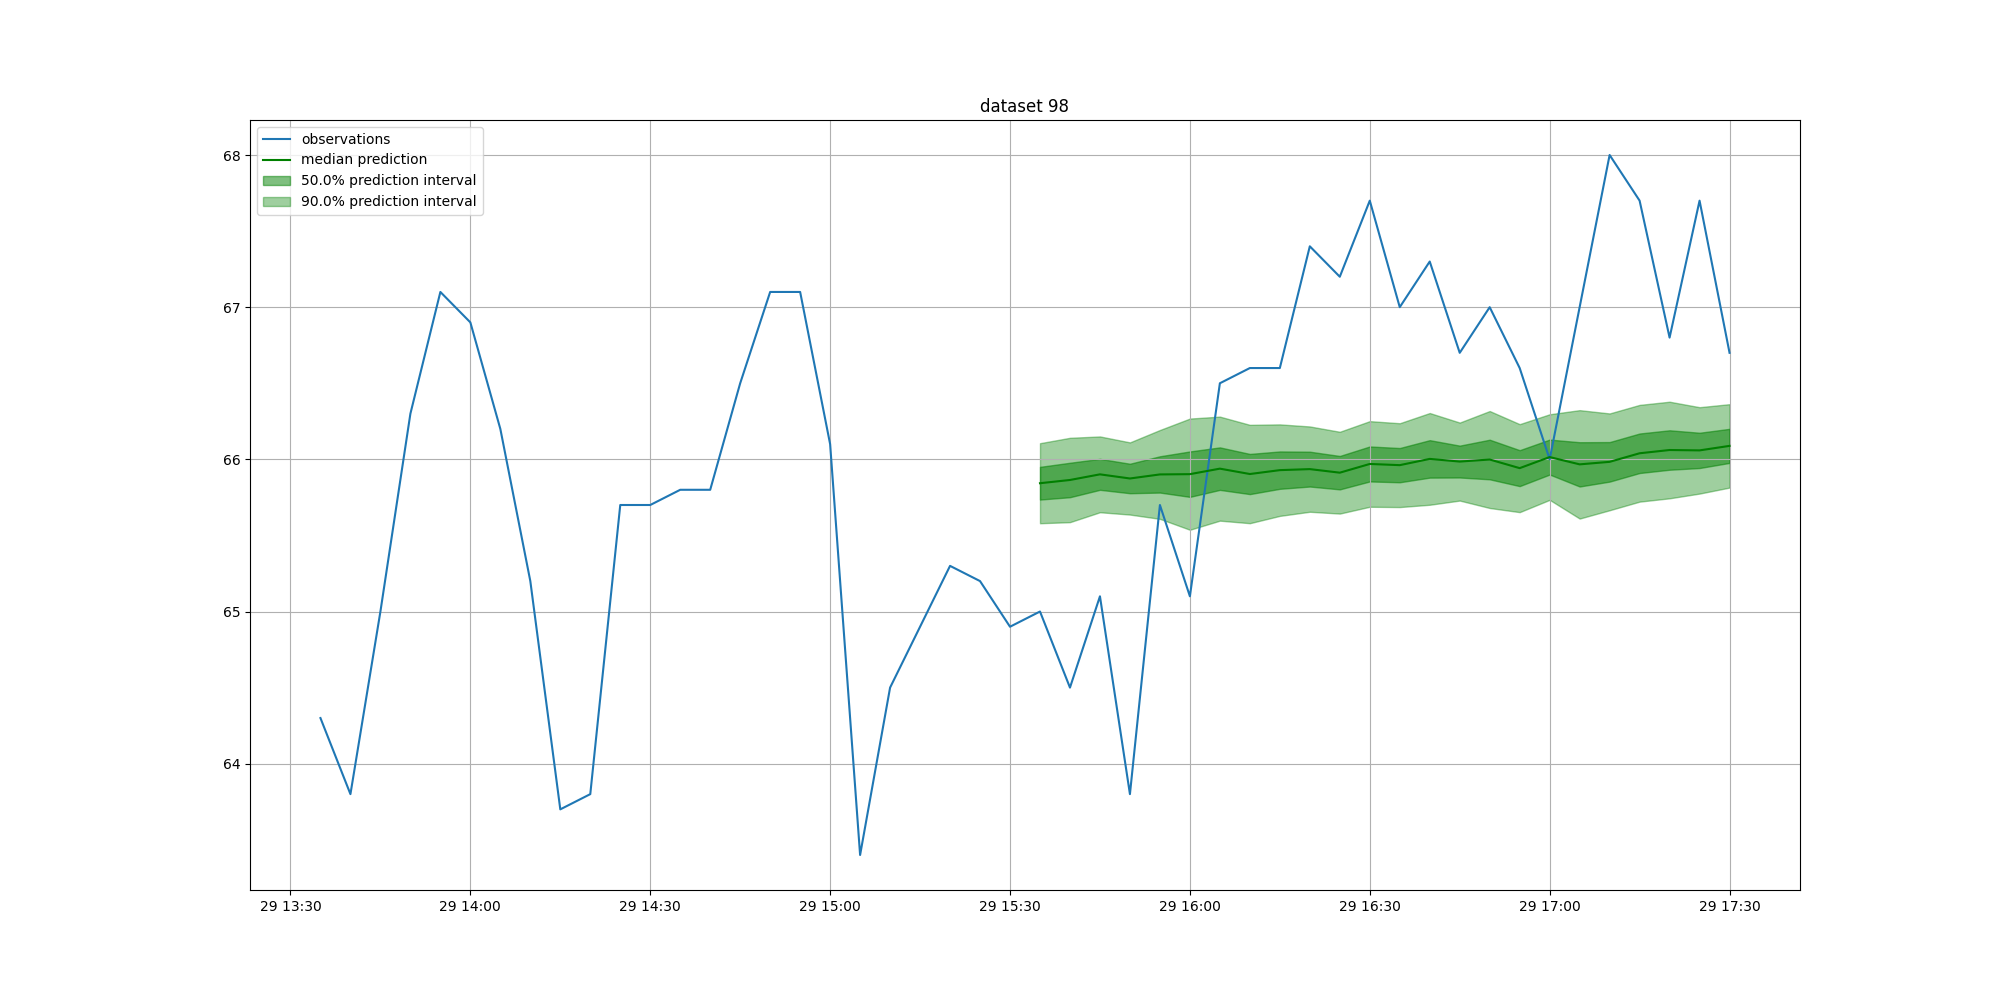 dataset 98
observations
median prediction
50.0% prediction interval
90.0% prediction interval
68
67
66
65
64
29 13:30
29 14:00
29 14:30
29 15:00
29 15:30
29 16:00
29 16:30
29 17:00
29 17:30